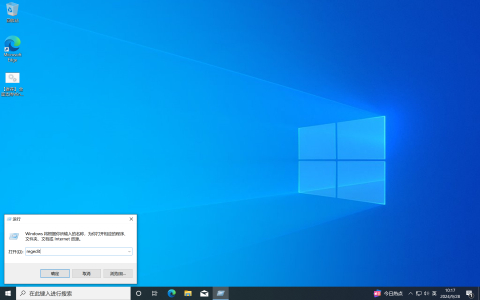 回收站
Microsoft
Edge
运行
Windows 将根据你所输入的名称，为你打开相应的程序、
文件夹、文档或 Internet 资源。
打开(O):
regedit
确定
取消
浏览(B)...
在此键入进行搜索
今日热点
英
10:17
2024/5/28